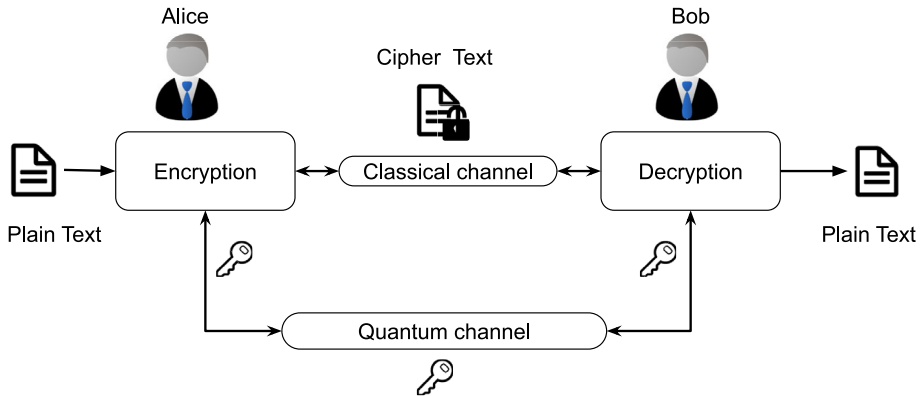 Alice
Bob
Cipher Text
Encryption
Classical channel
Decryption
Plain Text
Plain Text
Quantum channel